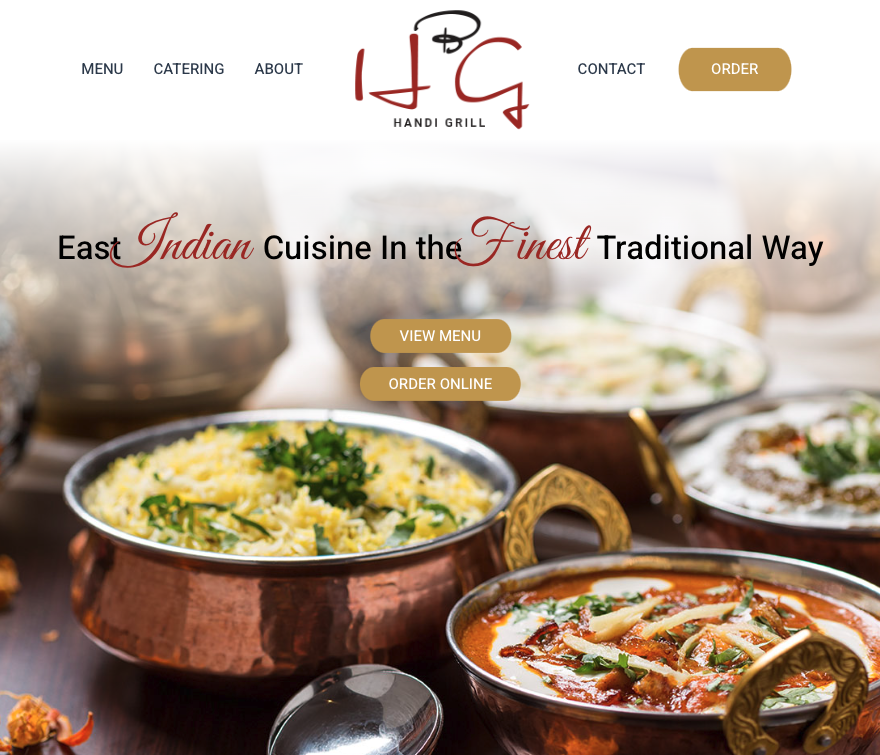 MENU CATERING ABOUT HBG CONTACT ORDER
HANDI GRILL
East Indian Cuisine In the Finest Traditional Way
VIEW MENU
ORDER ONLINE